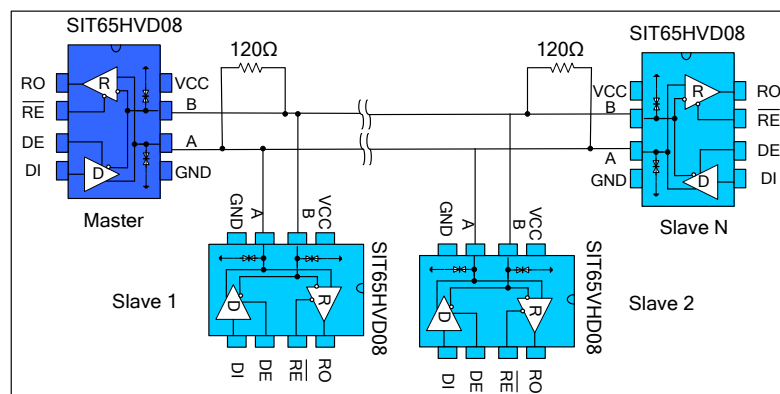 SIT65HVD08
SIT65HVD08
120Ω
120Ω
RO
RE
DE
DI
R
D
VCC
B
A
GND
Master
VCC
B
A
GND
R
D
RO
RE
DE
DI
Slave N
GND
A
B
VCC
SIT65HVD08
D
R
DI
DE
RE
RO
Slave 1
GND
A
B
VCC
SIT65VHD08
D
R
DI
DE
RE
RO
Slave 2